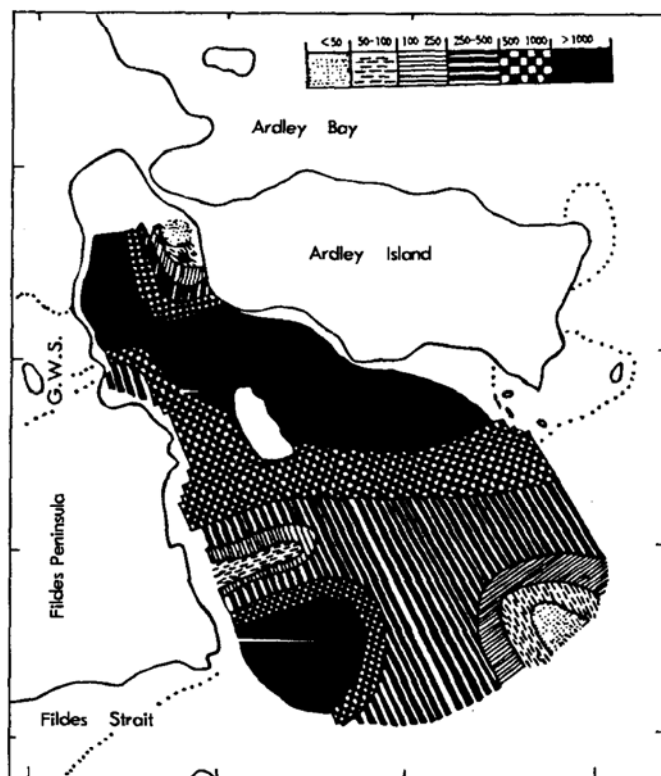 <50 50-100 100 250 250-500 500 1000 >1000
Ardley Bay
Ardley Island
G.W.S.
Fildes Peninsula
Fildes Strait